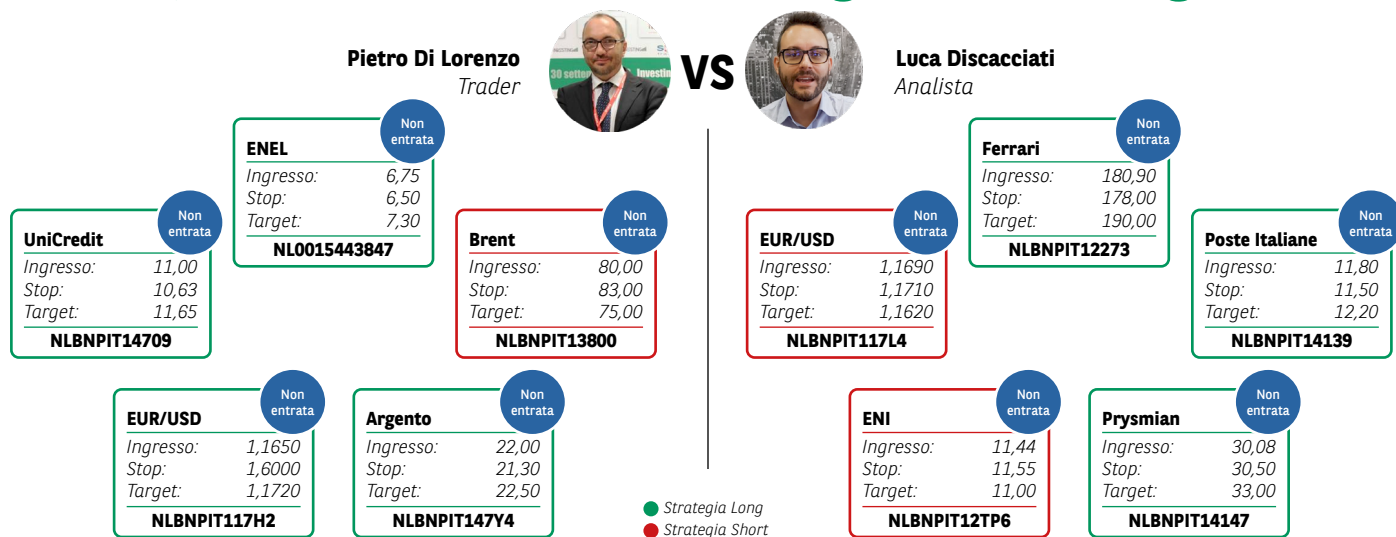 Pietro Di Lorenzo
Trader
VS
Luca Discacciati
Analista
Non
entrata
ENEL
Ingresso: 6,75
Stop: 6,50
Target: 7,30
NL0015443847
Non
entrata
UniCredit
Ingresso: 11,00
Stop: 10,63
Target: 11,65
NLBNPIT14709
Non
entrata
Brent
Ingresso: 80,00
Stop: 83,00
Target: 75,00
NLBNPIT13800
Non
entrata
EUR/USD
Ingresso: 1,1650
Stop: 1,6000
Target: 1,1720
NLBNPIT117H2
Non
entrata
Argento
Ingresso: 22,00
Stop: 21,30
Target: 22,50
NLBNPIT147Y4
Non
entrata
Ferrari
Ingresso: 180,90
Stop: 178,00
Target: 190,00
NLBNPIT12273
Non
entrata
EUR/USD
Ingresso: 1,1690
Stop: 1,1710
Target: 1,1620
NLBNPIT117L4
Non
entrata
Poste Italiane
Ingresso: 11,80
Stop: 11,50
Target: 12,20
NLBNPIT14139
Non
entrata
ENI
Ingresso: 11,44
Stop: 11,55
Target: 11,00
NLBNPIT12TP6
Non
entrata
Prysmian
Ingresso: 30,08
Stop: 30,50
Target: 33,00
NLBNPIT14147
Strategia Long
Strategia Short
30 sette
Investin